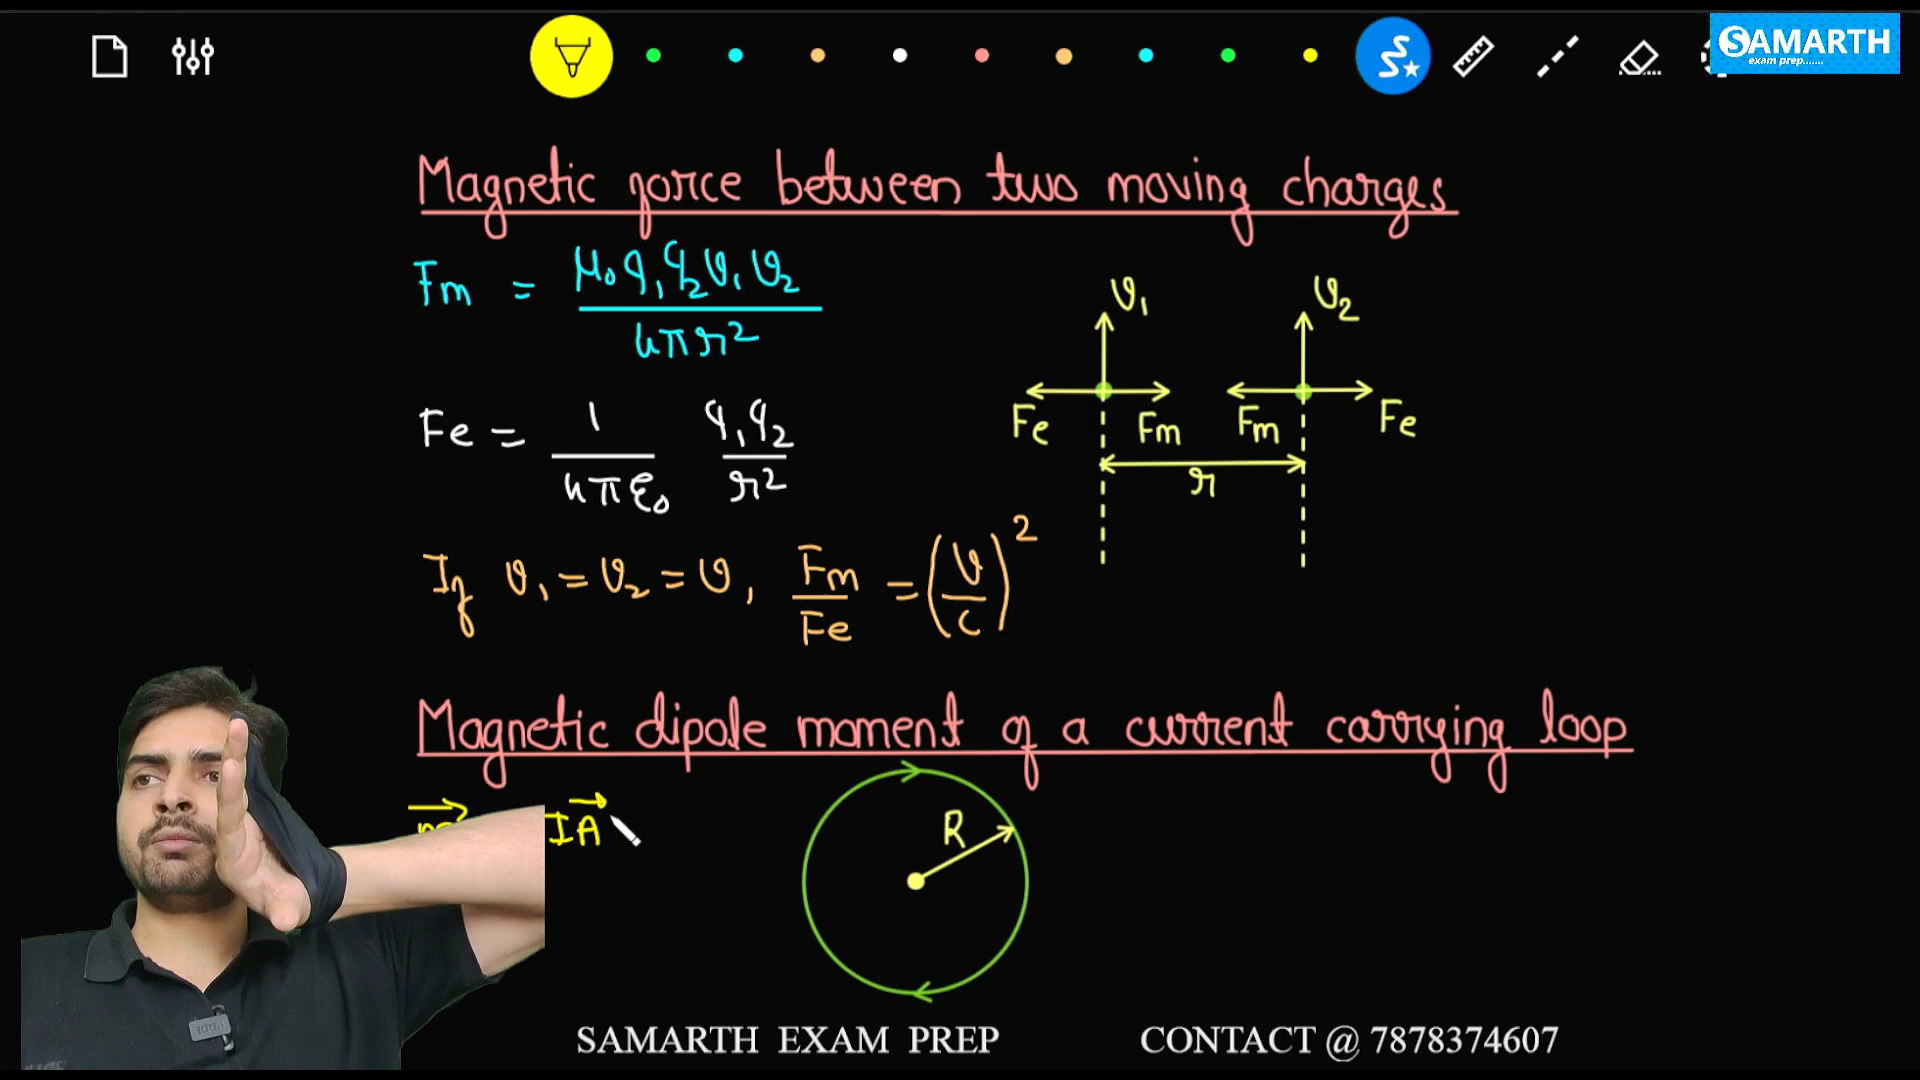 SAMARTH
exam prep.......
Magnetic force between two moving charges
Fm = μ₀q₁q₂v₁v₂ / 4πr²
v₁
v₂
Fe = 1 / 4πε₀ q₁q₂ / r²
Fe
Fm
Fm
Fe
r
If v₁ = v₂ = v, Fm / Fe = (v / c)²
Magnetic dipole moment of a current carrying loop
IA⃗
R
SAMARTH EXAM PREP
CONTACT @ 7878374607